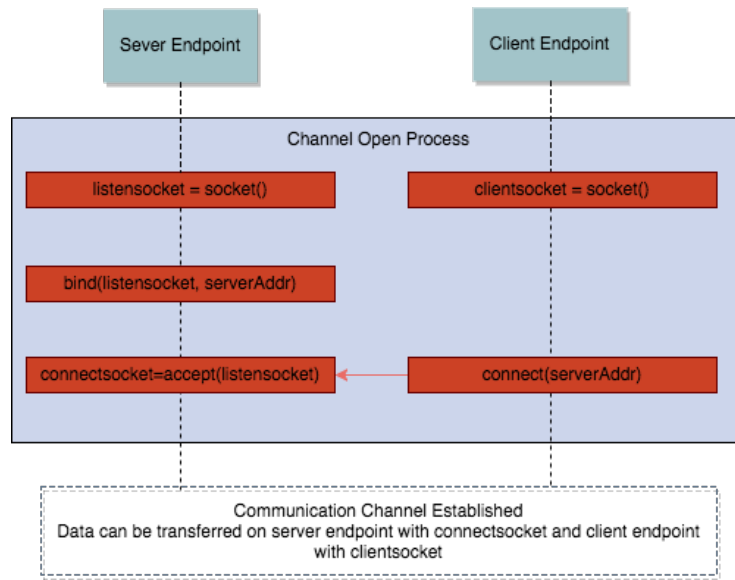 Sever Endpoint
Client Endpoint
Channel Open Process
listensocket = socket()
clientsocket = socket()
bind(listensocket, serverAddr)
connectsocket=accept(listensocket)
connect(serverAddr)
Communication Channel Established
Data can be transferred on server endpoint with connectsocket and client endpoint
with clientsocket